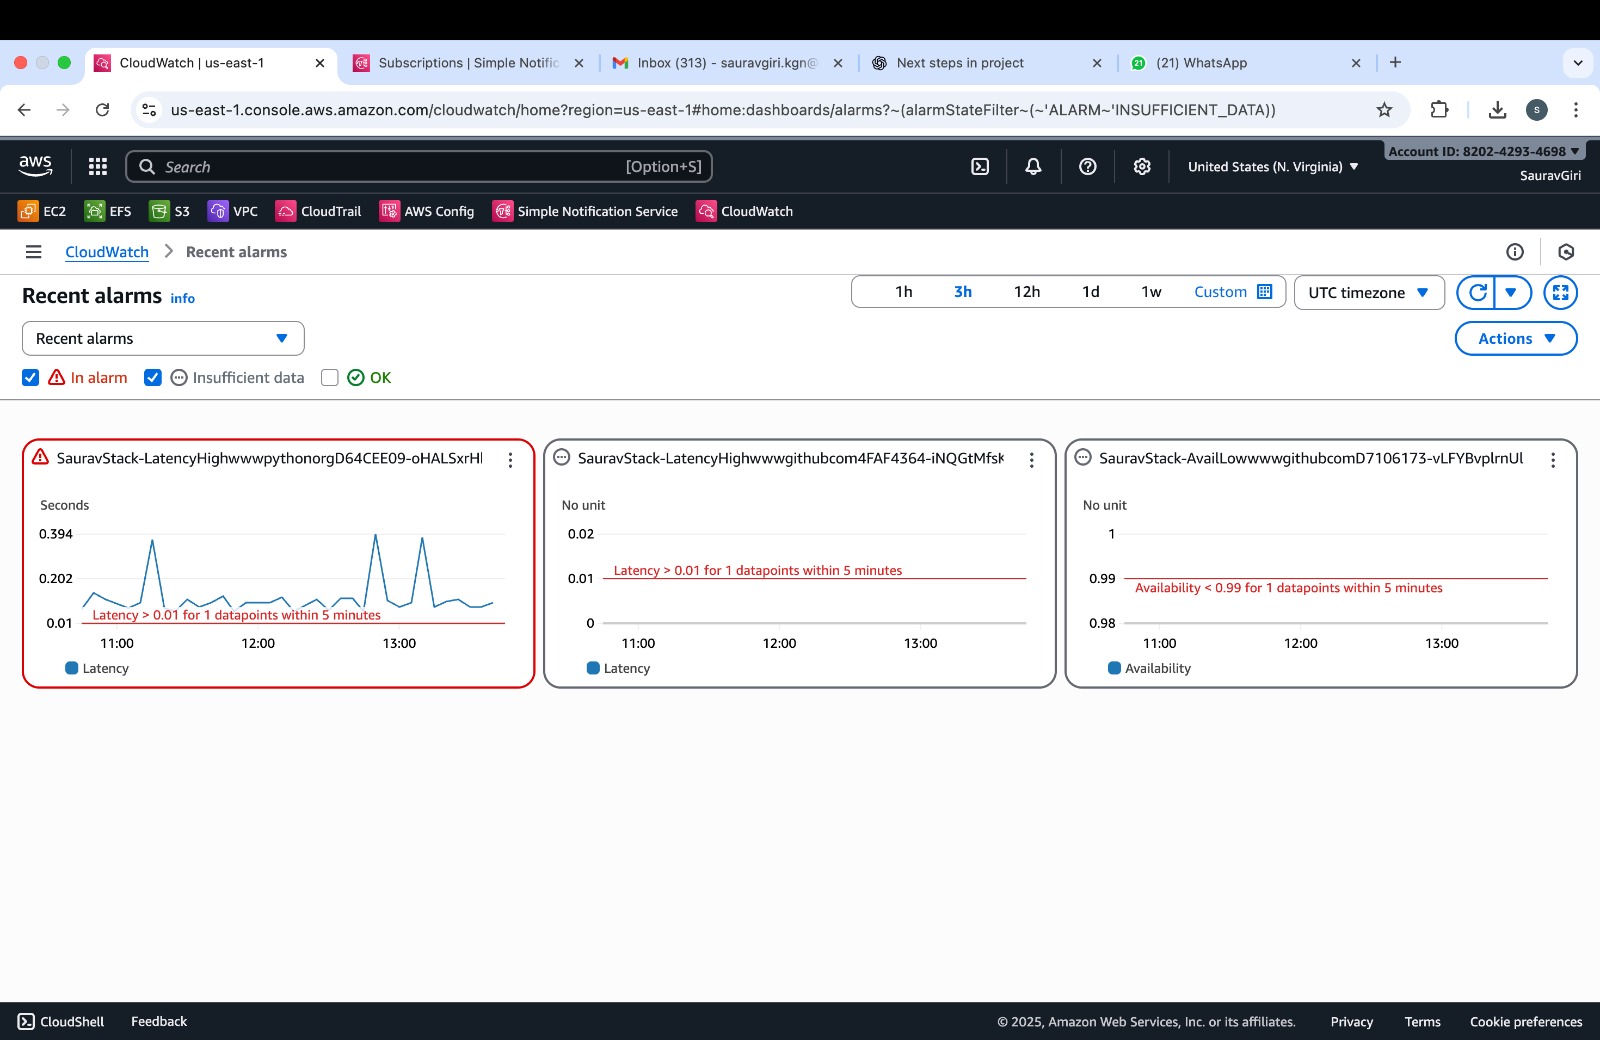 CloudWatch | us-east-1
Subscriptions | Simple Notific
Inbox (313) - sauravgiri.kgn@
Next steps in project
21
(21) WhatsApp
us-east-1.console.aws.amazon.com/cloudwatch/home?region=us-east-1#home:dashboards/alarms?~(alarmStateFilter~(~'ALARM~'INSUFFICIENT_DATA))
S
aws
Search
[Option+S]
United States (N. Virginia)
Account ID: 8202-4293-4698
SauravGiri
EC2
EFS
S3
VPC
CloudTrail
AWS Config
Simple Notification Service
CloudWatch
CloudWatch
Recent alarms
Recent alarms
info
1h
3h
12h
1d
1w
Custom
UTC timezone
Recent alarms
Actions
In alarm
Insufficient data
OK
SauravStack-LatencyHighwwwpythonorgD64CEE09-oHALSxrH
Seconds
0.394
0.202
0.01
Latency > 0.01 for 1 datapoints within 5 minutes
11:00
12:00
13:00
Latency
SauravStack-LatencyHighwwwgithubcom4FAF4364-iNQGtMfsK
No unit
0.02
0.01
0
Latency > 0.01 for 1 datapoints within 5 minutes
11:00
12:00
13:00
Latency
SauravStack-AvailLowwwwgithubcomD7106173-vLFYBvplrnUl
No unit
1
0.99
0.98
Availability < 0.99 for 1 datapoints within 5 minutes
11:00
12:00
13:00
Availability
CloudShell
Feedback
© 2025, Amazon Web Services, Inc. or its affiliates.
Privacy
Terms
Cookie preferences